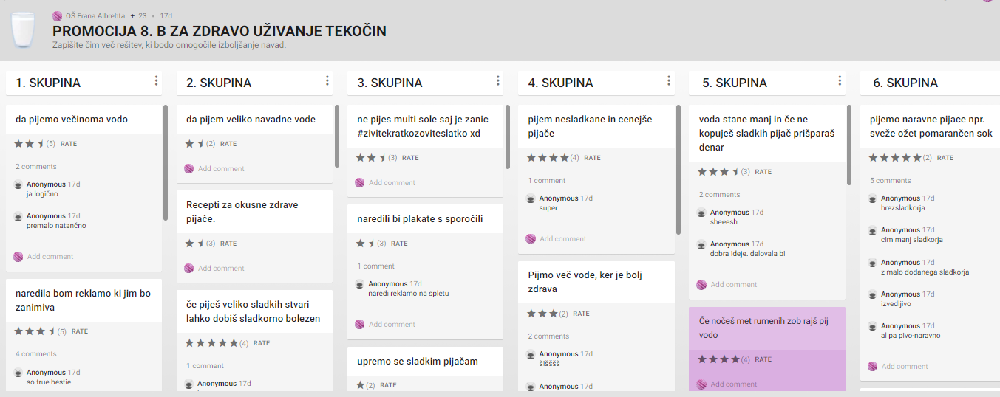 OŠ Frana Albrehta + 23 • 17d
PROMOCIJA 8. B ZA ZDRAVO UŽIVANJE TEKOČIN
Zapišite čim več rešitev, ki bodo omogočile izboljšanje navad.
1. SKUPINA
da pijemo večinoma vodo
(5) RATE
2 comments
Anonymous 17d
ja logično
Anonymous 17d
premalo natančno
Add comment
naredila bom reklamo ki jim bo
zanimiva
(5) RATE
4 comments
Anonymous 17d
so true bestie
2. SKUPINA
da pijem veliko navadne vode
(2) RATE
Add comment
Recepti za okusne zdrave
pijače.
(3) RATE
Add comment
če piješ veliko sladkih stvari
lahko dobiš sladkorno bolezen
(4) RATE
1 comment
Anonymous 17d
3. SKUPINA
ne pijes multi sole saj je zanic
#zivitekratkozoviteslatko xd
(3) RATE
Add comment
naredili bi plakate s sporočili
(3) RATE
1 comment
Anonymous 17d
naredi reklamo na spletu
Add comment
upremo se sladkim pijačam
(2) RATE
4. SKUPINA
pijem nesladkane in cenejše
pijače
(4) RATE
1 comment
Anonymous 17d
super
Add comment
Pijmo več vode, ker je bolj
zdrava
(2) RATE
2 comments
Anonymous 17d
šišššš
Anonymous 17d
5. SKUPINA
voda stane manj in če ne
kopuješ sladkih pijač prišparaš
denar
(3) RATE
2 comments
Anonymous 17d
sheeesh
Anonymous 17d
dobra ideje. delovala bi
Add comment
Če nočeš met rumenih zob rajš pij
vodo
(4) RATE
Add comment
6. SKUPINA
pijemo naravne pijace npr.
sveže ožet pomarančen sok
(2) RATE
5 comments
Anonymous 17d
brezsladkorja
Anonymous 17d
cim manj sladkorja
Anonymous 17d
z malo dodanega sladkorja
Anonymous 17d
izvedljivo
Anonymous 17d
al pa pivo-naravno
Add comment